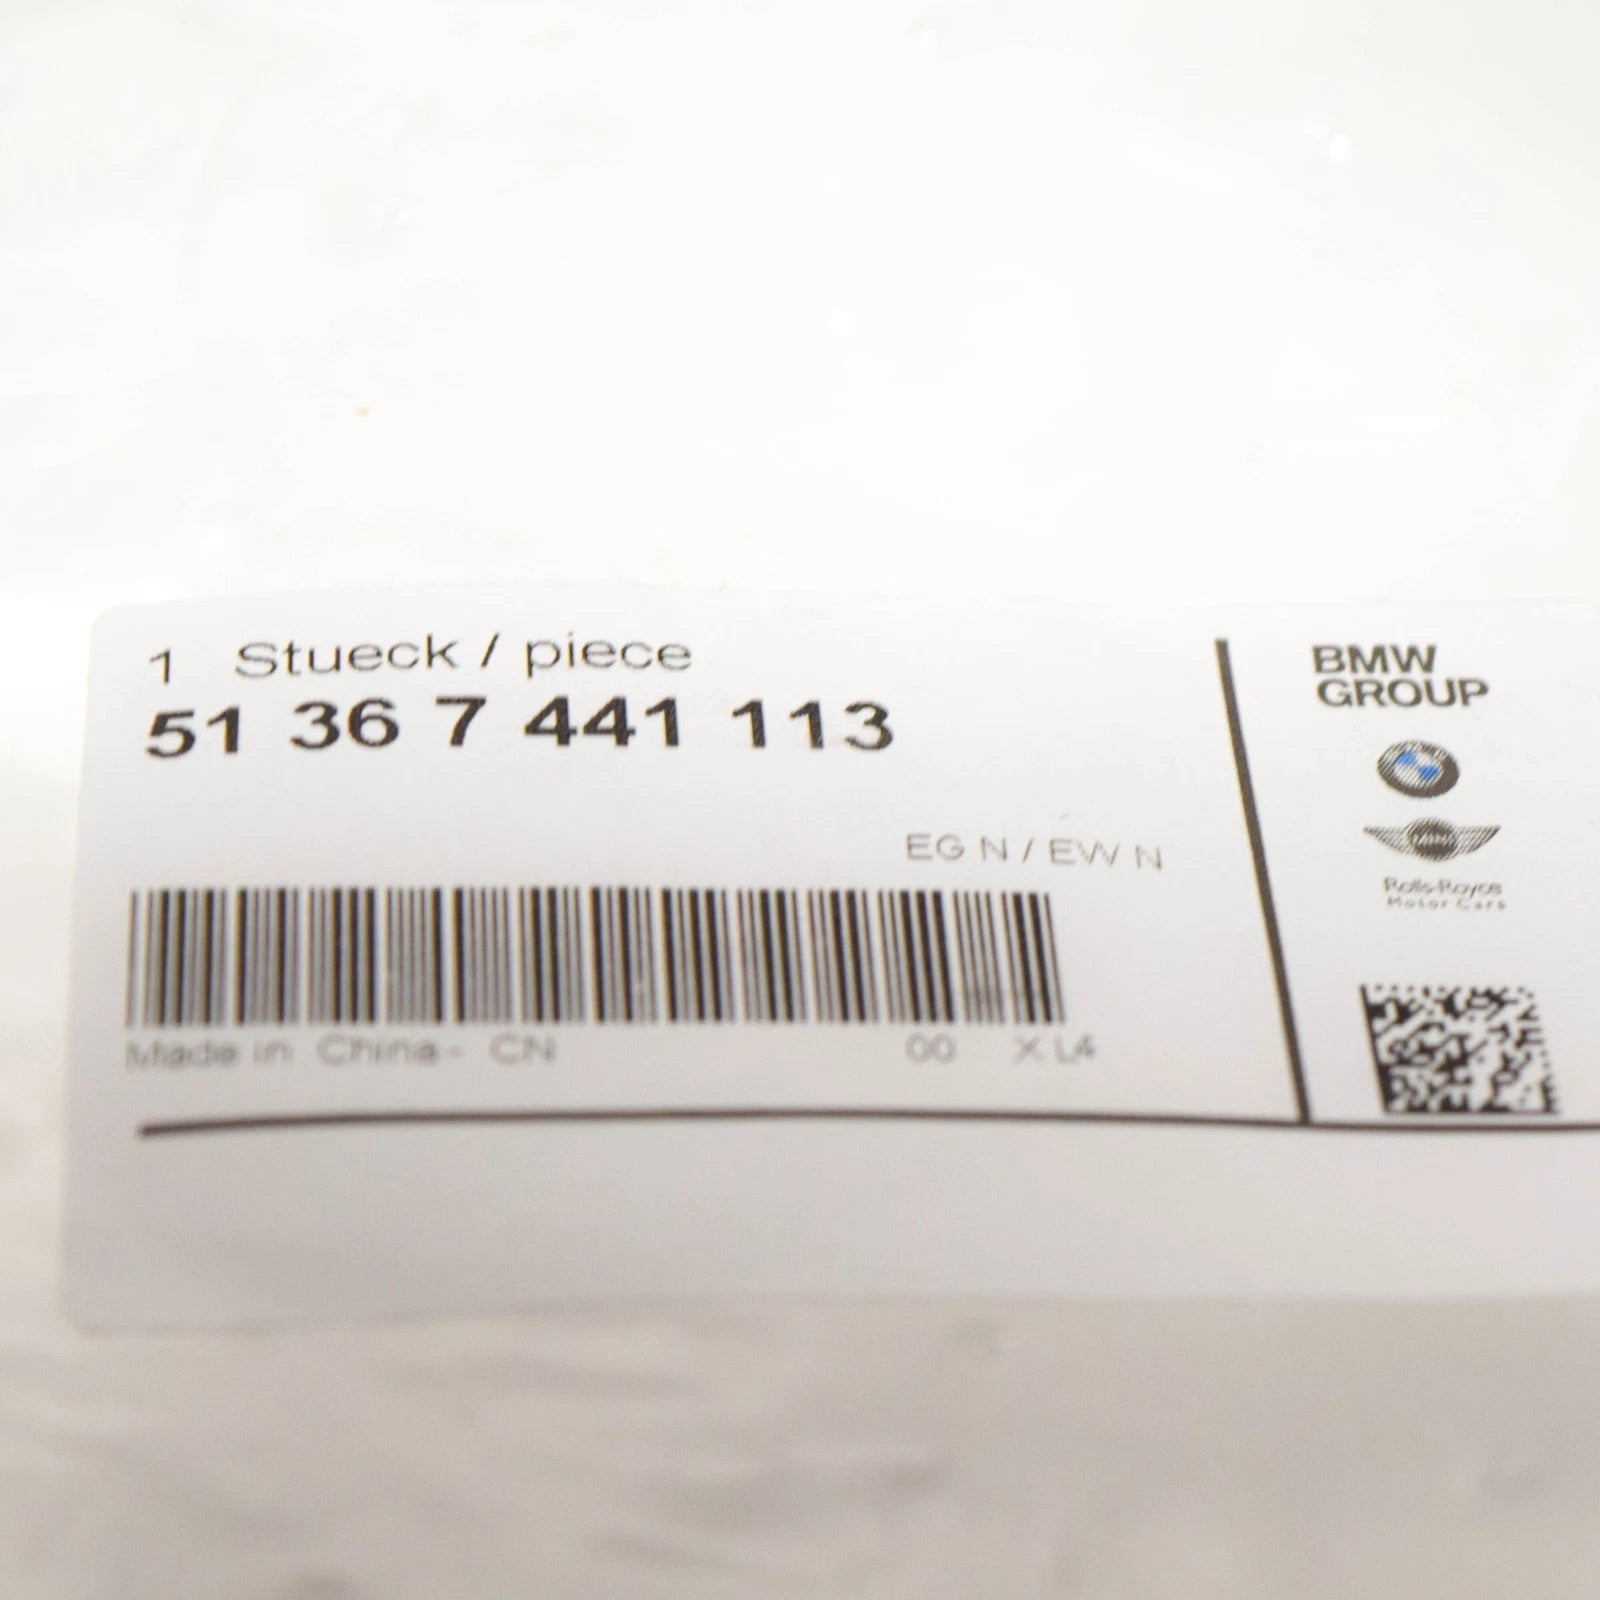 1 Stueck / piece
51 36 7 441 113
EG N / EW N
Made in China - CN 00 X L4
BMW
GROUP
MINI
Rolls-Royce
Motor Cars